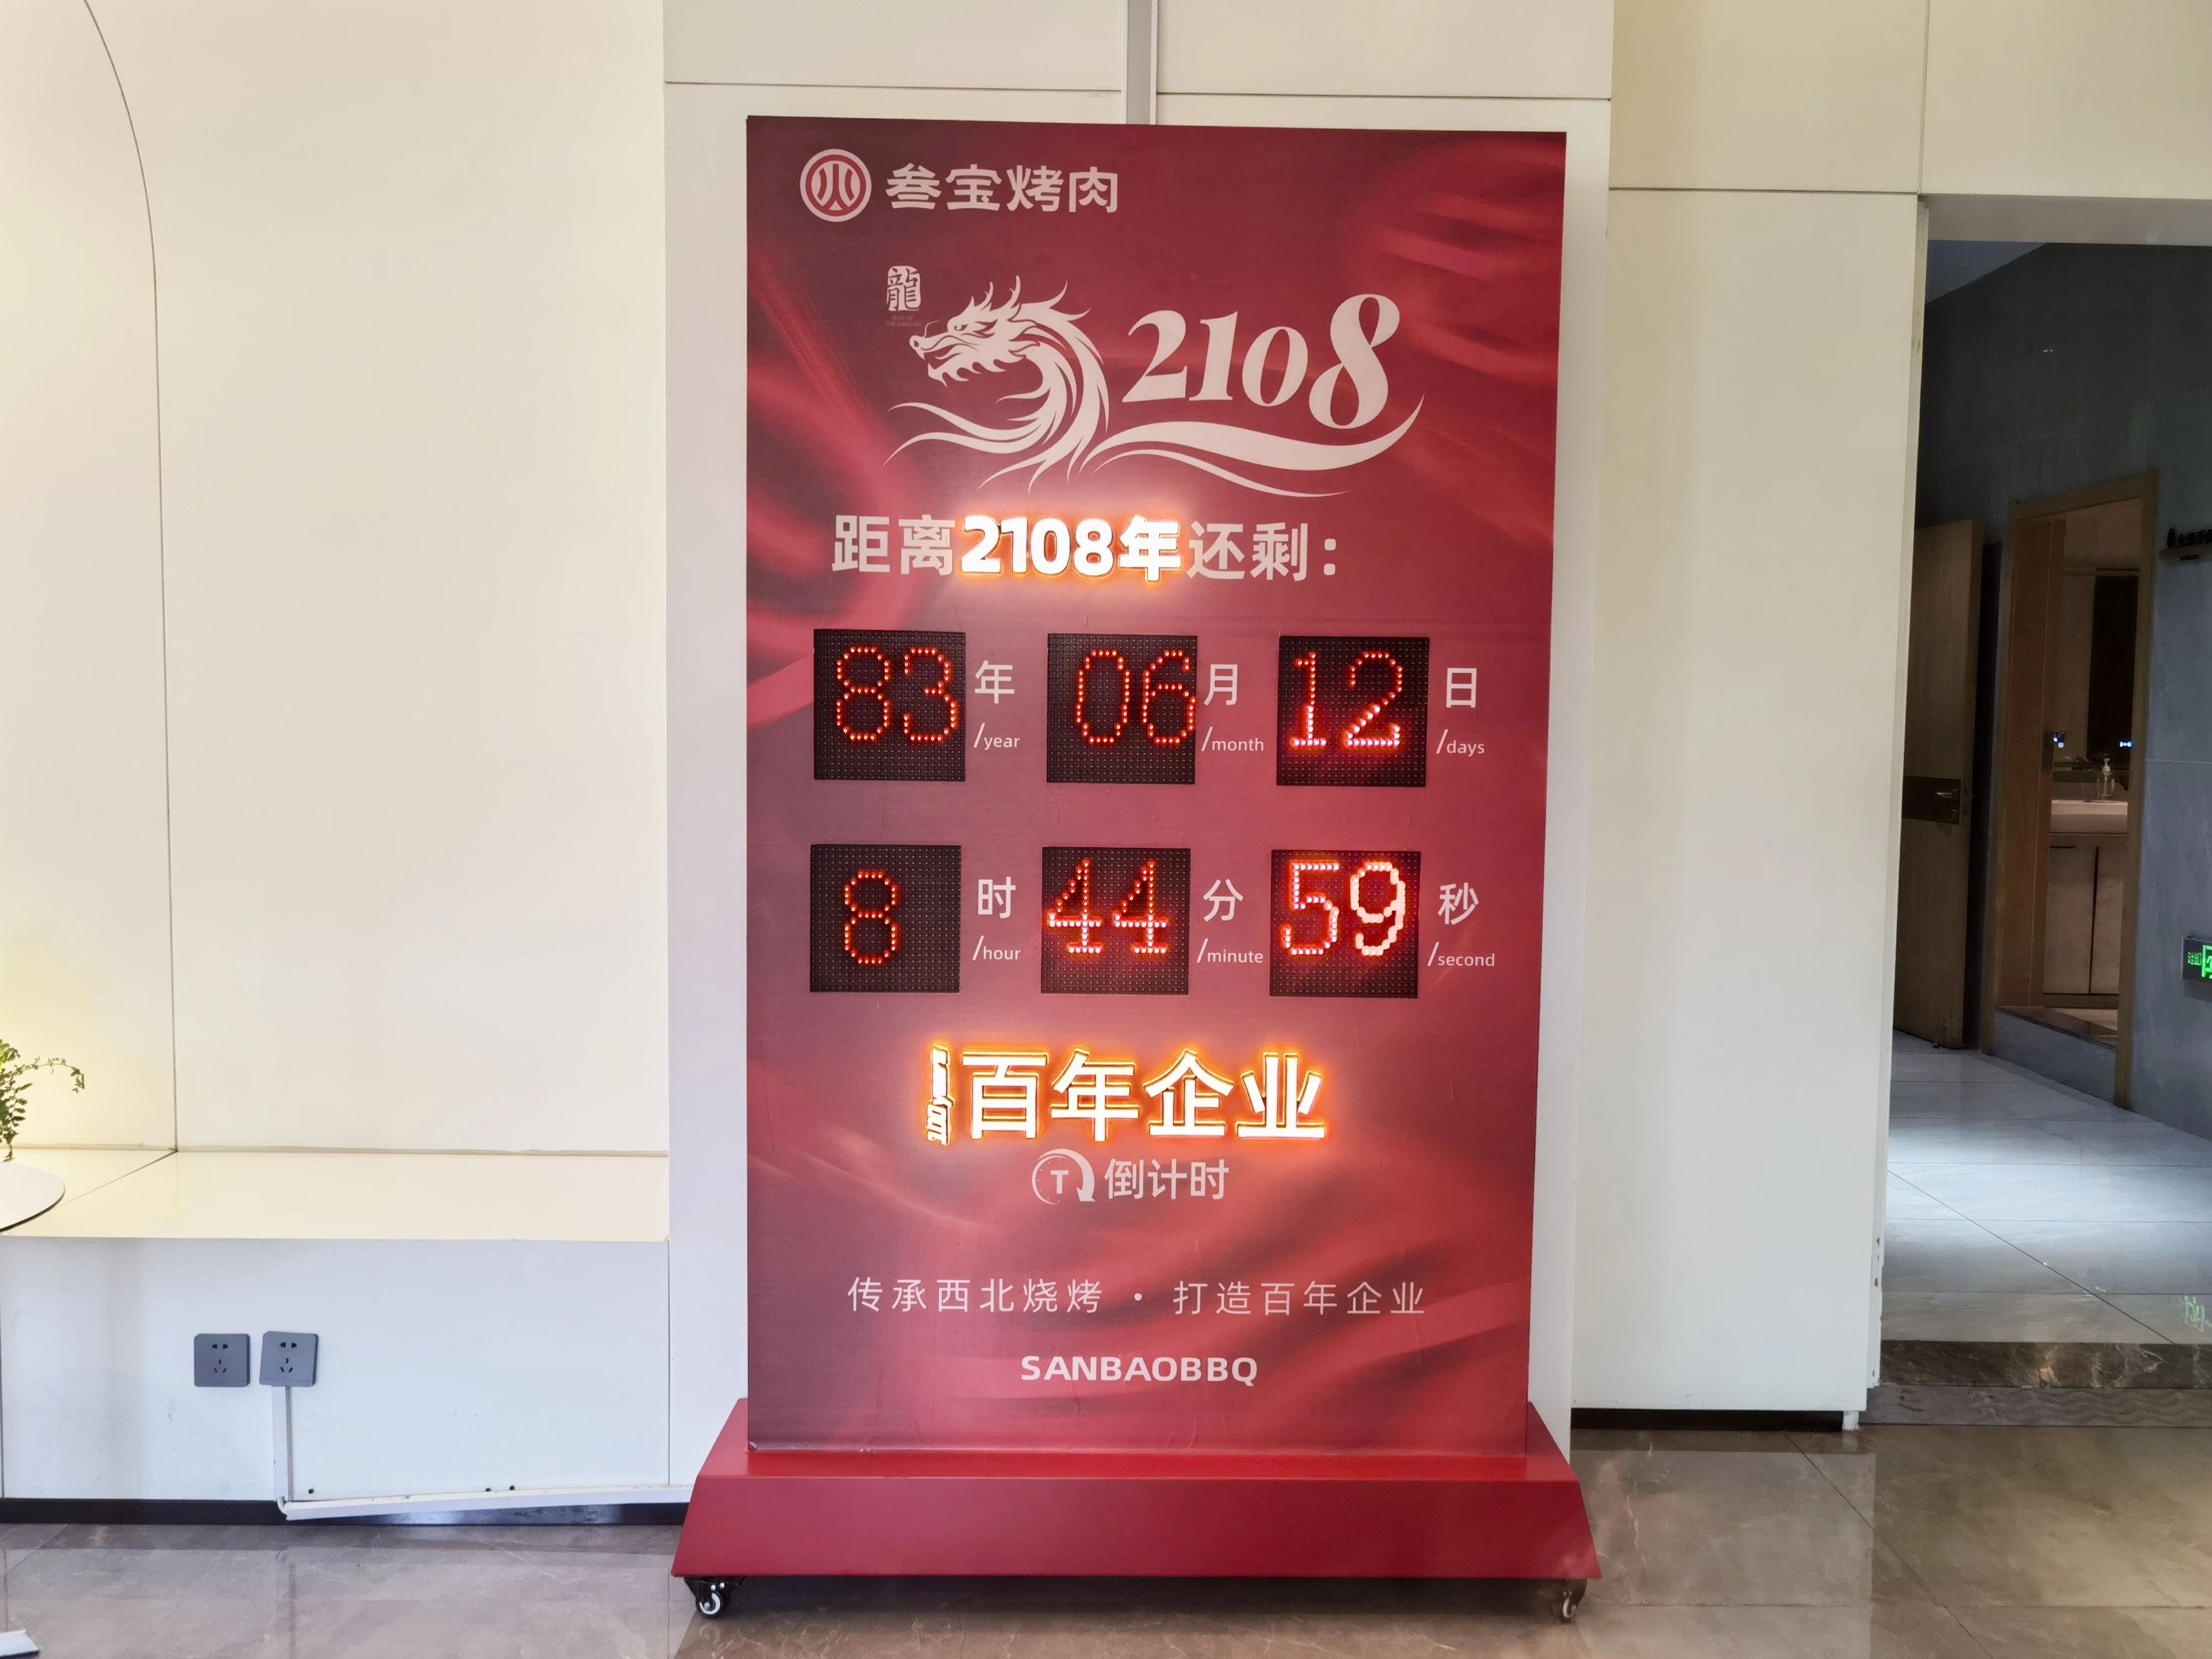 叁宝烤肉
龍
2108
距离2108年还剩：
83 年 /year 06 月 /month 12 日 /days
8 时 /hour 44 分 /minute 59 秒 /second
百年企业
T 倒计时
传承西北烧烤 · 打造百年企业
SANBAOBBQ